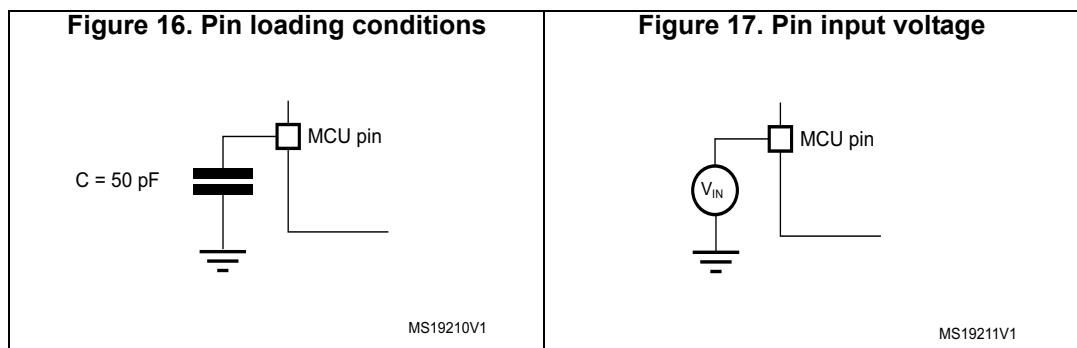 Figure 16. Pin loading conditions
MCU pin
C = 50 pF
MS19210V1
Figure 17. Pin input voltage
MCU pin
VIN
MS19211V1